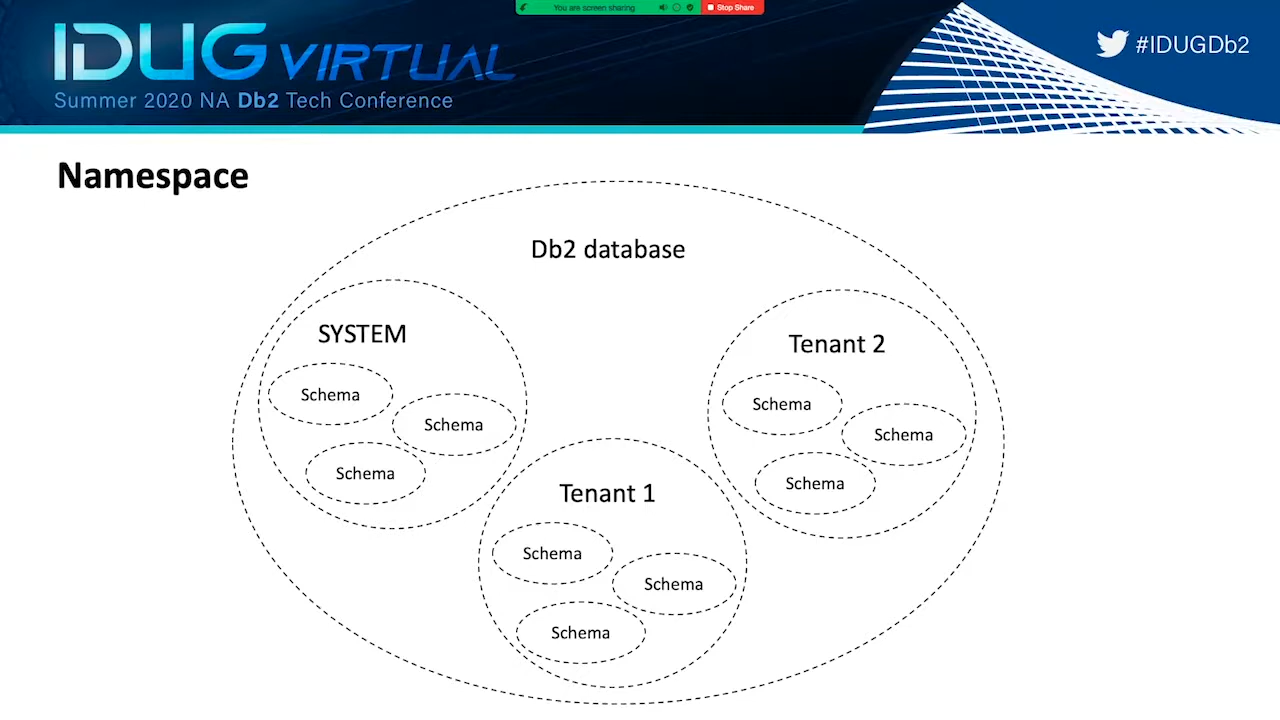 You are screen sharing
Stop Share
IDUG VIRTUAL
Summer 2020 NA Db2 Tech Conference
#IDUGDb2
Namespace
Db2 database
SYSTEM
Schema
Schema
Schema
Tenant 2
Schema
Schema
Schema
Tenant 1
Schema
Schema
Schema